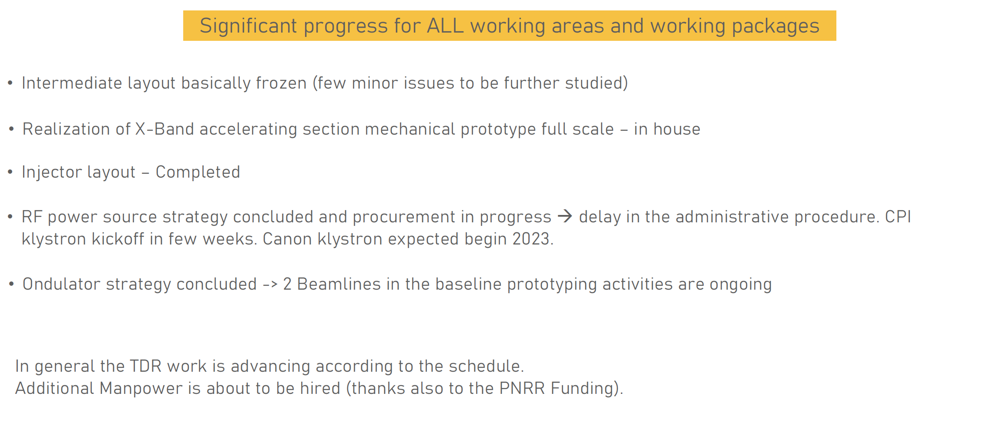 Significant progress for ALL working areas and working packages
• Intermediate layout basically frozen (few minor issues to be further studied)
• Realization of X-Band accelerating section mechanical prototype full scale – in house
• Injector layout – Completed
• RF power source strategy concluded and procurement in progress → delay in the administrative procedure. CPI
klystron kickoff in few weeks. Canon klystron expected begin 2023.
• Ondulator strategy concluded -> 2 Beamlines in the baseline prototyping activities are ongoing
In general the TDR work is advancing according to the schedule.
Additional Manpower is about to be hired (thanks also to the PNRR Funding).